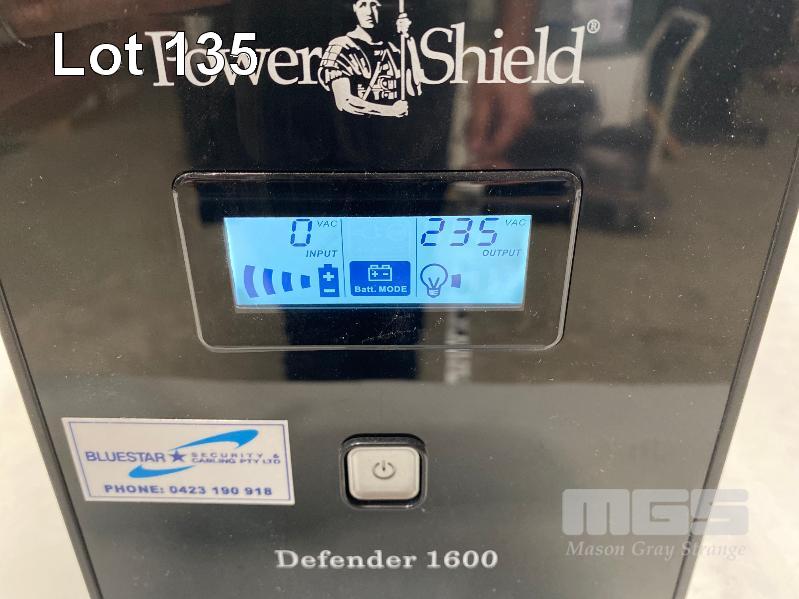 Lot 135
PowerShield®
0 VAC
INPUT
235 VAC
OUTPUT
Batt. MODE
BLUESTAR SECURITY &
CABLING PTY LTD
PHONE: 0423 190 918
Defender 1600
MGS
Mason Gray Strange